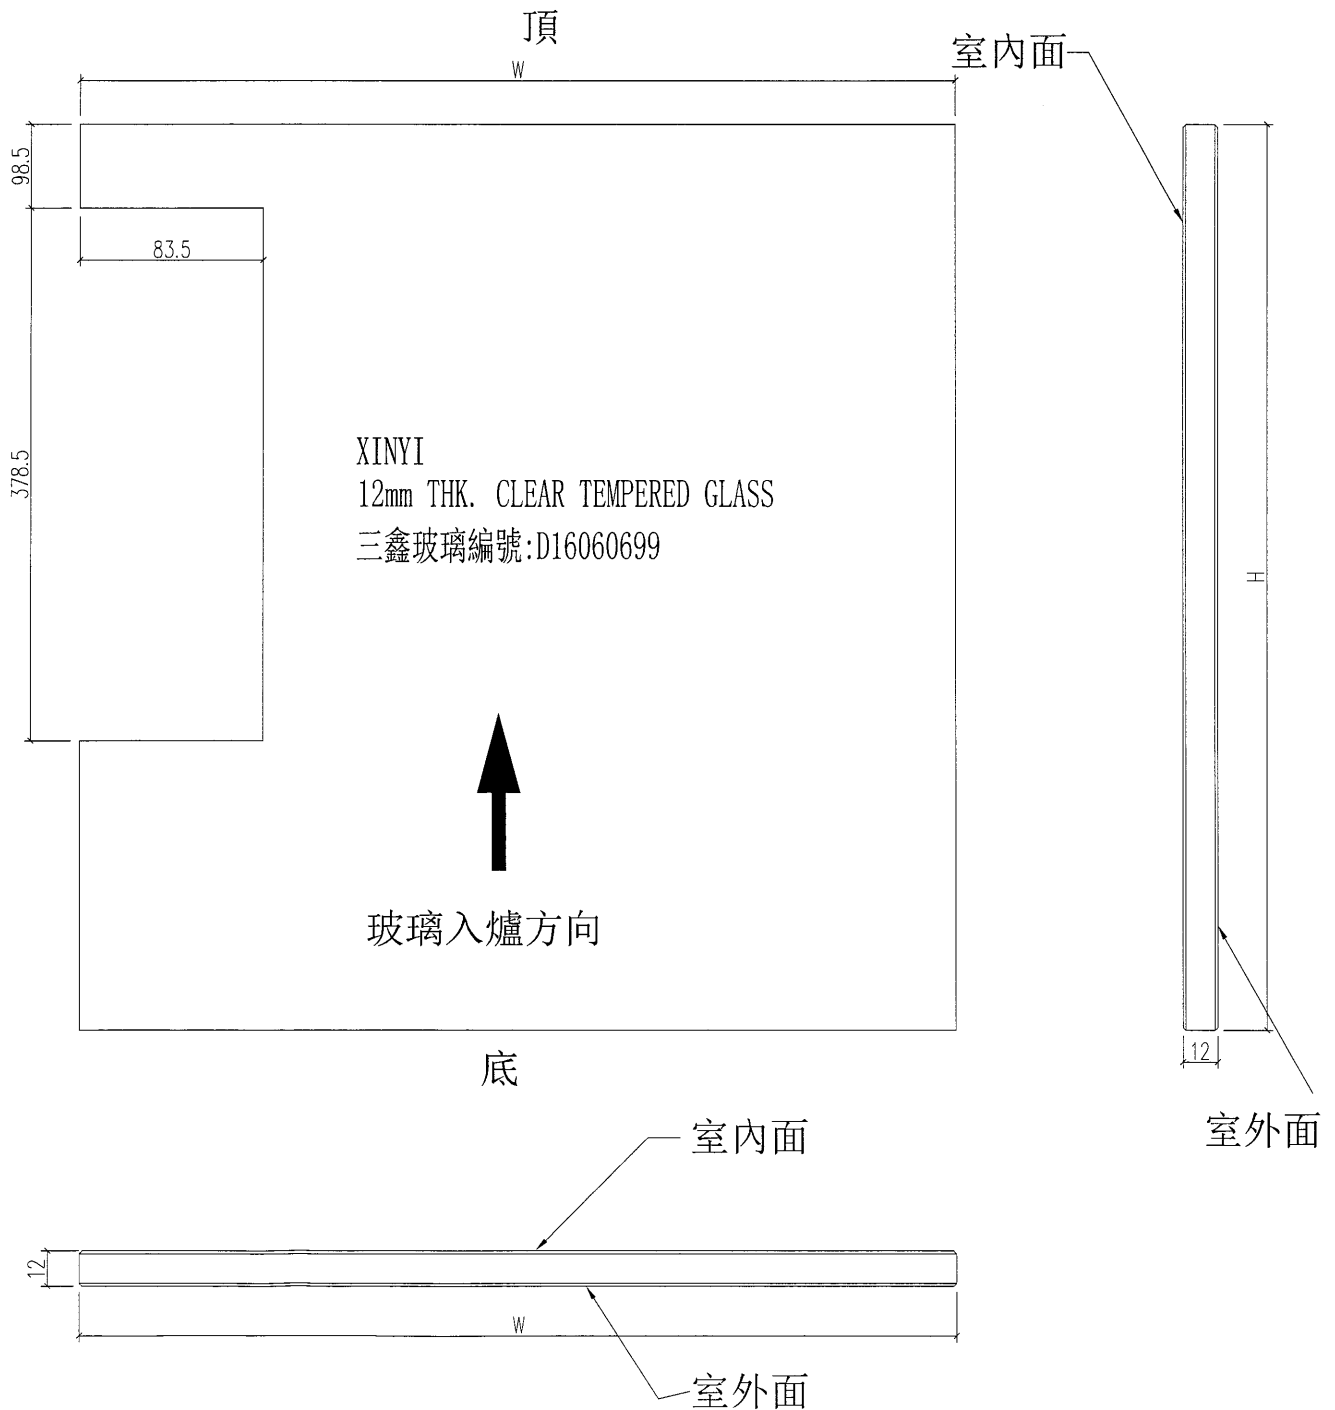 頂
室內面
W
98.5
83.5
378.5
XINYI
12mm THK. CLEAR TEMPERED GLASS
三鑫玻璃編號:D16060699
H
玻璃入爐方向
底
12
室外面
室內面
12
W
室外面